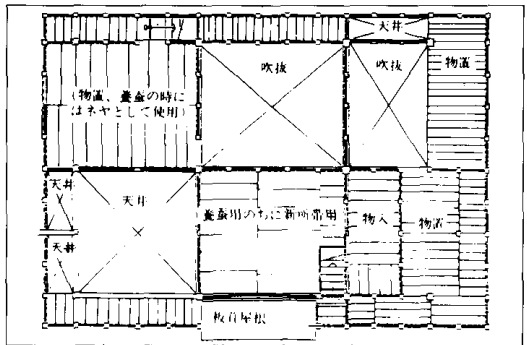 天井
吹抜
吹抜
物置
(物置、養蚕の時に
はネヤとして使用)
天井
天井
(養蚕用のちに新所帯用)
物入
物置
天井
板葺屋根